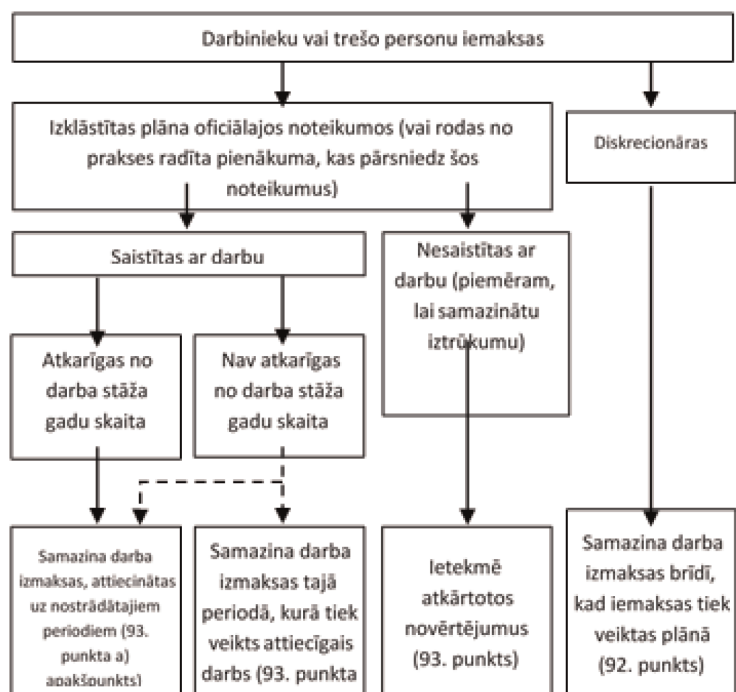 Darbinieku vai trešo personu iemaksas
Izklāstītas plāna oficiālajos noteikumos (vai rodas no
prakses radīta pienākuma, kas pārsniedz šos
noteikumus)
Diskrecionāras
Saistītas ar darbu
Nesaistītas ar
darbu (piemēram,
lai samazinātu
iztrūkumu)
Atkarīgas no
darba stāža
gadu skaita
Nav atkarīgas
no darba stāža
gadu skaita
Samazina darba
izmaksas, attiecinātas
uz nostrādātajiem
periodiem (93.
punkta a)
apakšpunkts)
Samazina darba
izmaksas tajā
periodā, kurā tiek
veikts attiecīgais
darbs (93. punkta
Ietekmē
atkārtotos
novērtējumus
(93. punkts)
Samazina darba
izmaksas brīdī,
kad iemaksas tiek
veiktas plānā
(92. punkts)